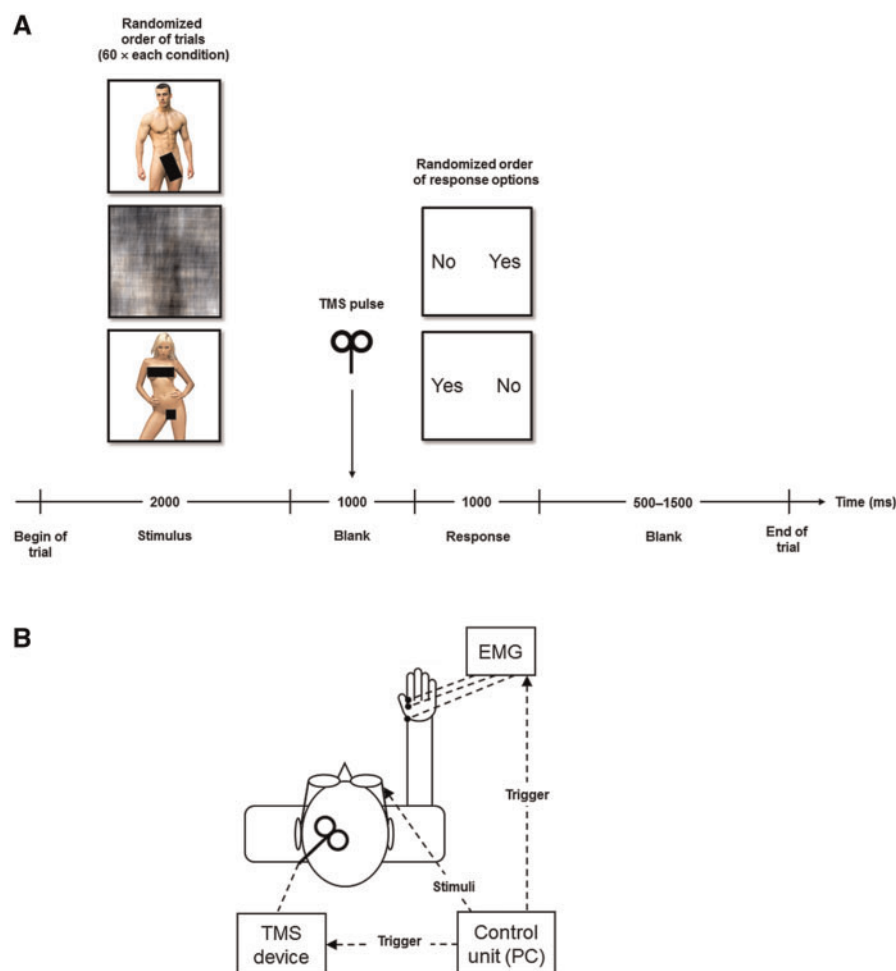 A
Randomized
order of trials
(60 × each condition)
Randomized order
of response options
No Yes
TMS pulse
Yes No
2000 1000 1000 500–1500 Time (ms)
Begin of
trial
Stimulus
Blank
Response
Blank
End of
trial
B
EMG
Trigger
Stimuli
TMS
device
Trigger
Control
unit (PC)